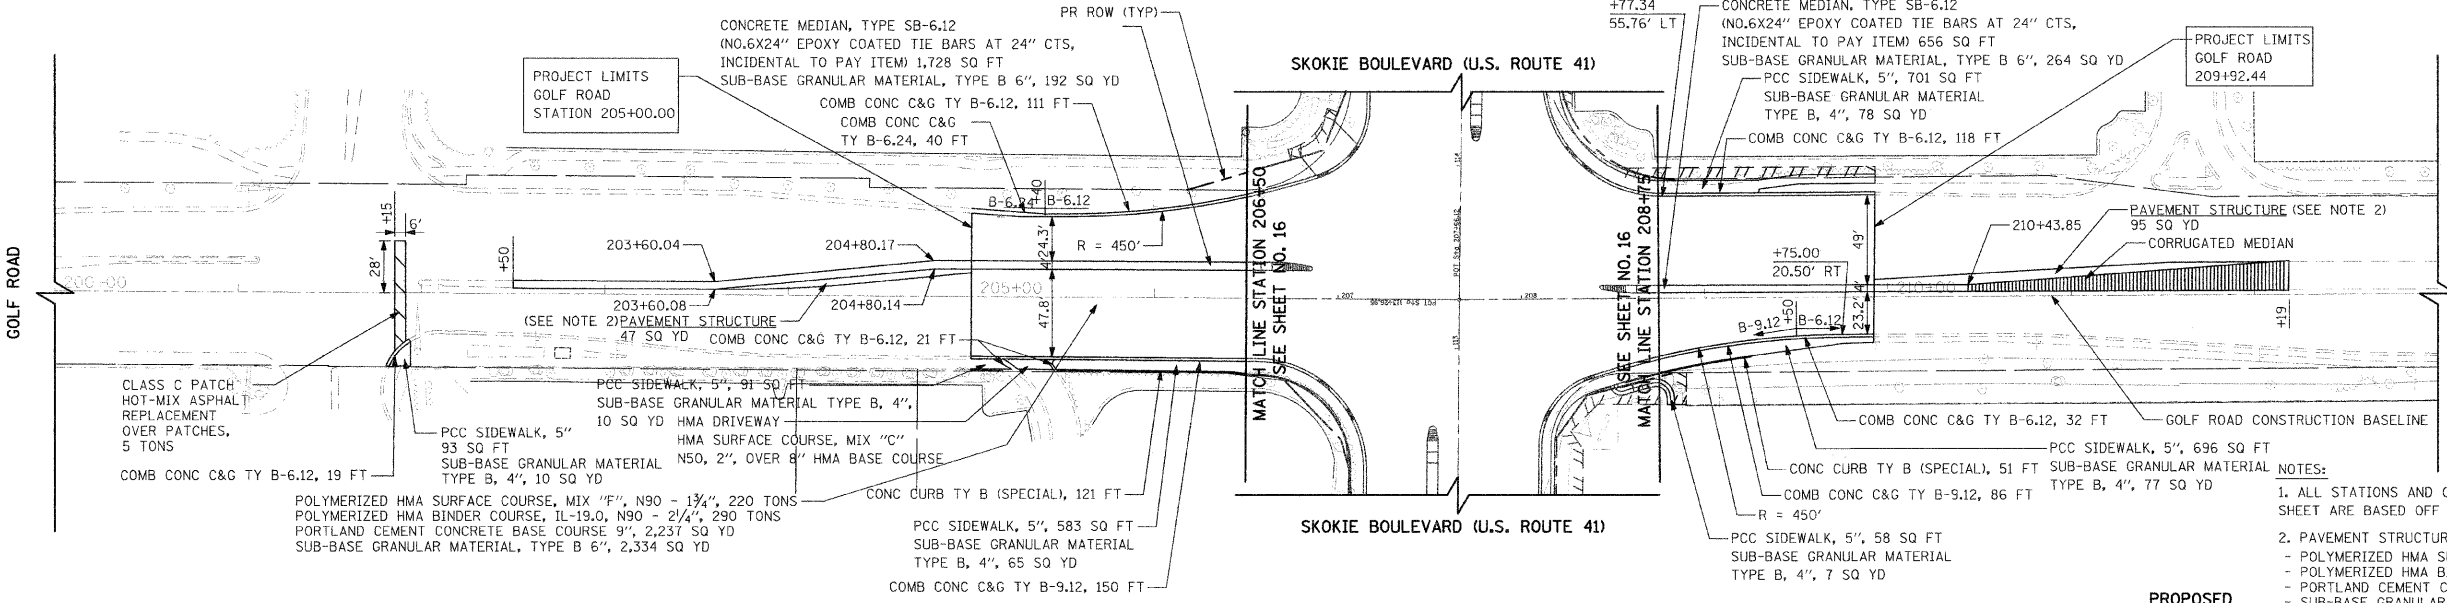 CONCRETE MEDIAN, TYPE SB-6.12
(NO.6X24" EPOXY COATED TIE BARS AT 24" CTS,
INCIDENTAL TO PAY ITEM) 1,728 SQ FT
SUB-BASE GRANULAR MATERIAL, TYPE B 6", 192 SQ YD
PR ROW (TYP)
PROJECT LIMITS
GOLF ROAD
STATION 205+00.00
COMB CONC C&G TY B-6.12, 111 FT
COMB CONC C&G
TY B-6.24, 40 FT
SKOKIE BOULEVARD (U.S. ROUTE 41)
+77.34
55.76' LT
CONCRETE MEDIAN, TYPE SB-6.12
(NO.6X24" EPOXY COATED TIE BARS AT 24" CTS,
INCIDENTAL TO PAY ITEM) 656 SQ FT
SUB-BASE GRANULAR MATERIAL, TYPE B 6", 264 SQ YD
PCC SIDEWALK, 5", 701 SQ FT
SUB-BASE GRANULAR MATERIAL
TYPE B, 4", 78 SQ YD
COMB CONC C&G TY B-6.12, 118 FT
PROJECT LIMITS
GOLF ROAD
209+92.44
GOLF ROAD
200+00
+15
6'
28'
+50
203+60.04
204+80.17
203+60.08
204+80.14
(SEE NOTE 2) PAVEMENT STRUCTURE
47 SQ YD
COMB CONC C&G TY B-6.12, 21 FT
B-6.24
+40
B-6.12
24.3'
4'
47.8'
R = 450'
205+00
MATCH LINE STATION 206+50
SEE SHEET NO. 16
207
208
114
113
SEE SHEET NO. 16
MATCH LINE STATION 208+75
+75.00
20.50' RT
B-9.12
+50
B-6.12
49'
4'
23.2'
210+00
210+43.85
PAVEMENT STRUCTURE (SEE NOTE 2)
95 SQ YD
CORRUGATED MEDIAN
+19
CLASS C PATCH
HOT-MIX ASPHALT
REPLACEMENT
OVER PATCHES,
5 TONS
COMB CONC C&G TY B-6.12, 19 FT
PCC SIDEWALK, 5"
93 SQ FT
SUB-BASE GRANULAR MATERIAL
TYPE B, 4", 10 SQ YD
PCC SIDEWALK, 5", 91 SQ FT
SUB-BASE GRANULAR MATERIAL TYPE B, 4",
10 SQ YD
HMA DRIVEWAY
HMA SURFACE COURSE, MIX "C"
N50, 2", OVER 8" HMA BASE COURSE
POLYMERIZED HMA SURFACE COURSE, MIX "F", N90 - 1¾", 220 TONS
POLYMERIZED HMA BINDER COURSE, IL-19.0, N90 - 2¼", 290 TONS
PORTLAND CEMENT CONCRETE BASE COURSE 9", 2,237 SQ YD
SUB-BASE GRANULAR MATERIAL, TYPE B 6", 2,334 SQ YD
CONC CURB TY B (SPECIAL), 121 FT
PCC SIDEWALK, 5", 583 SQ FT
SUB-BASE GRANULAR MATERIAL
TYPE B, 4", 65 SQ YD
COMB CONC C&G TY B-9.12, 150 FT
SKOKIE BOULEVARD (U.S. ROUTE 41)
COMB CONC C&G TY B-6.12, 32 FT
GOLF ROAD CONSTRUCTION BASELINE
PCC SIDEWALK, 5", 696 SQ FT
SUB-BASE GRANULAR MATERIAL
TYPE B, 4", 77 SQ YD
CONC CURB TY B (SPECIAL), 51 FT
COMB CONC C&G TY B-9.12, 86 FT
R = 450'
PCC SIDEWALK, 5", 58 SQ FT
SUB-BASE GRANULAR MATERIAL
TYPE B, 4", 7 SQ YD
NOTES:
1. ALL STATIONS AND
SHEET ARE BASED OFF
2. PAVEMENT STRUCTUR
- POLYMERIZED HMA S
- POLYMERIZED HMA B
- PORTLAND CEMENT C
- SUB-BASE GRANULAR
PROPOSED